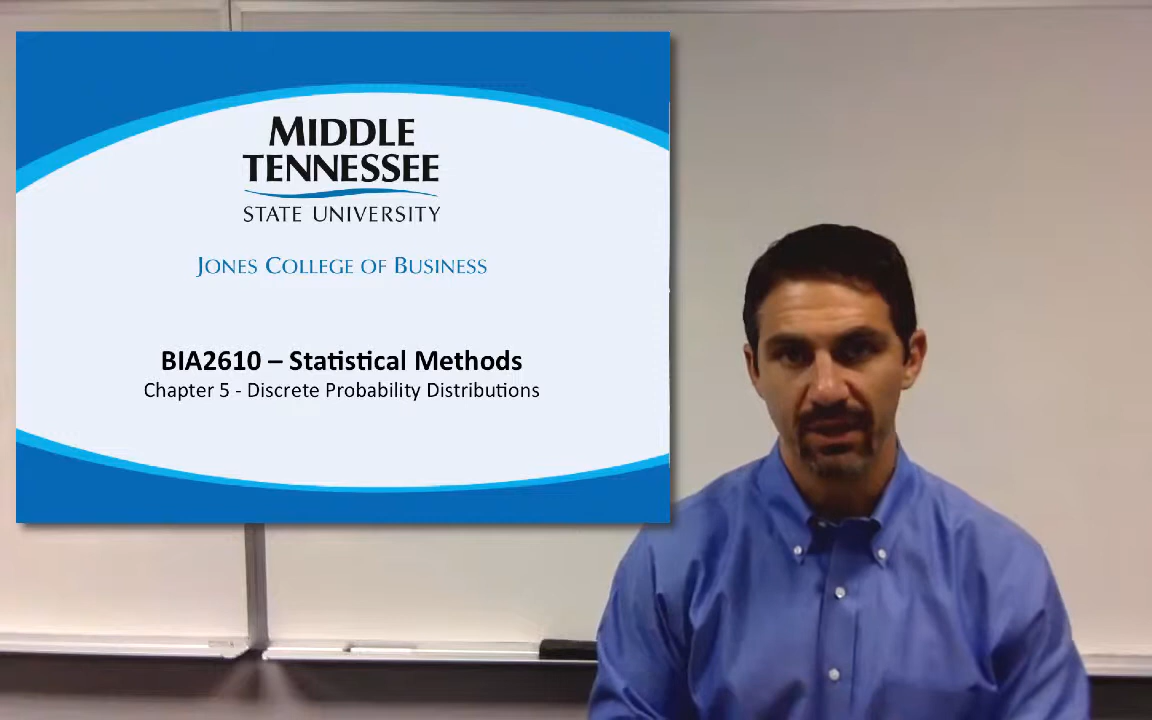 MIDDLE
TENNESSEE
STATE UNIVERSITY
JONES COLLEGE OF BUSINESS
BIA2610 – Statistical Methods
Chapter 5 - Discrete Probability Distributions